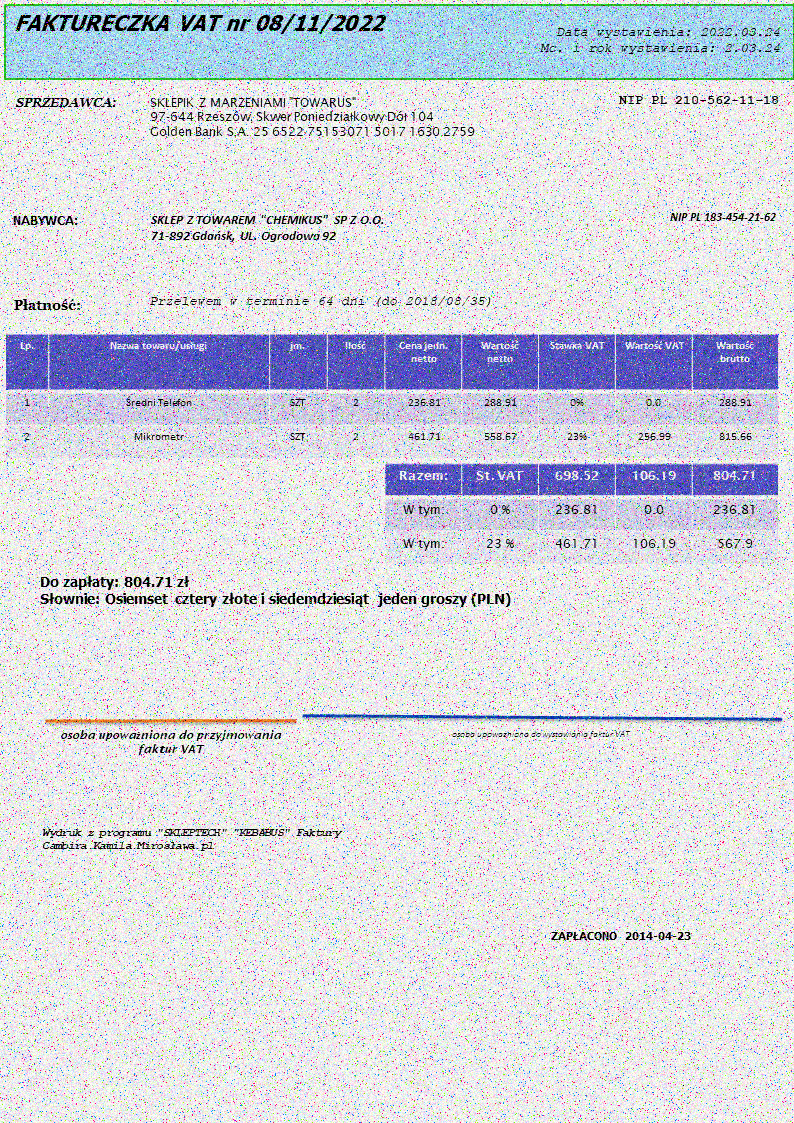 FAKTURECZKA VAT nr 08/11/2022
Data wystawienia: 2022.03.24
Mc. i rok wystawienia: 2.03.24
SPRZEDAWCA: SKLEPIK Z MARZENIAMI "TOWARUS" NIP PL 210-562-11-18
97-644 Rzeszów, Skwer Poniedziałkowy Dół 104
Golden Bank S.A. 25 6522 7515 3071 5017 1630 2759
NABYWCA: SKLEP Z TOWAREM "CHEMIKUS" SP Z O.O. NIP PL 183-454-21-62
71-892 Gdańsk, UL. Ogrodowa 92
Płatność: Przelewem w terminie 64 dni (do 2018/08/35)
Lp. Nazwa towaru/usługi jm. Ilość Cena jedn. netto Wartość netto Stawka VAT Wartość VAT Wartość brutto
1 Średni Telefon SZT 2 236.81 288.91 0% 0.0 288.91
2 Mikrometr SZT 2 461.71 558.67 23% 256.99 815.66
Razem: St. VAT 698.52 106.19 804.71
W tym: 0 % 236.81 0.0 236.81
W tym: 23 % 461.71 106.19 567.9
Do zapłaty: 804.71 zł
Słownie: Osiemset cztery złote i siedemdziesiąt jeden groszy (PLN)
osoba upoważniona do przyjmowania
faktur VAT
osoba uppważniona do wystawiania faktur VAT
Wydruk z programu "SKLEPTECH" "KEBABUS" Faktury
Cambira.Kamila.Mirosława.pl
ZAPŁACONO 2014-04-23